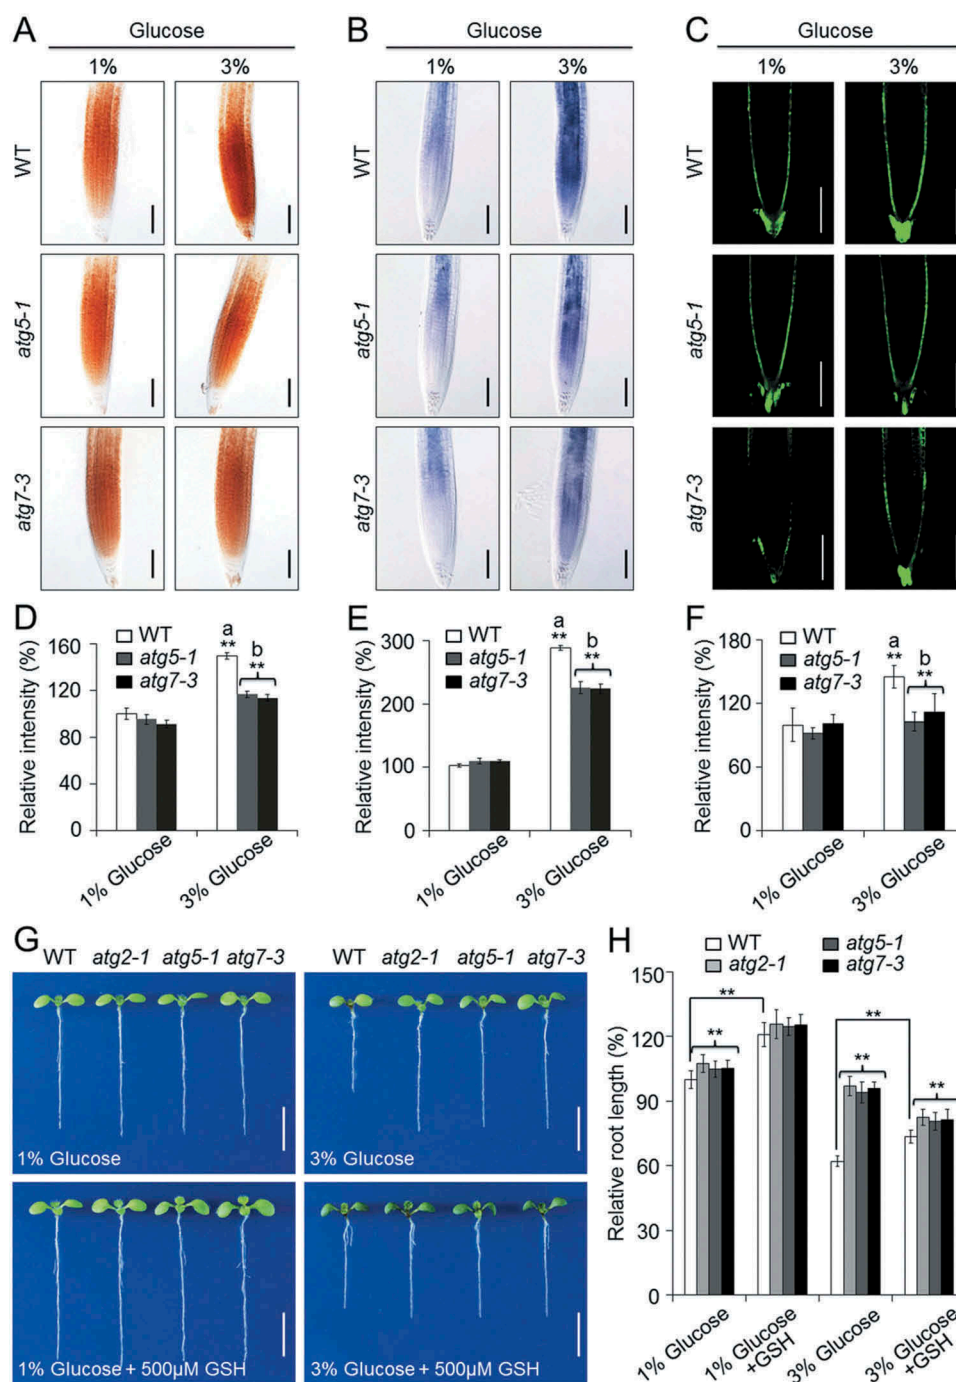 A
Glucose
1% 3%
WT
atg5-1
atg7-3
B
Glucose
1% 3%
WT
atg5-1
atg7-3
C
Glucose
1% 3%
WT
atg5-1
atg7-3
D
Relative intensity (%)
160
120
80
40
0
WT
atg5-1
atg7-3
a
**
b
**
1% Glucose
3% Glucose
E
Relative intensity (%)
300
200
100
0
WT
atg5-1
atg7-3
a
**
b
**
1% Glucose
3% Glucose
F
Relative intensity (%)
180
120
60
0
WT
atg5-1
atg7-3
a
**
b
**
1% Glucose
3% Glucose
G
WT atg2-1 atg5-1 atg7-3
WT atg2-1 atg5-1 atg7-3
1% Glucose
3% Glucose
1% Glucose + 500μM GSH
3% Glucose + 500μM GSH
H
WT
atg2-1
atg5-1
atg7-3
Relative root length (%)
150
120
90
60
30
0
**
**
**
**
**
1% Glucose
1% Glucose
+GSH
3% Glucose
3% Glucose
+GSH